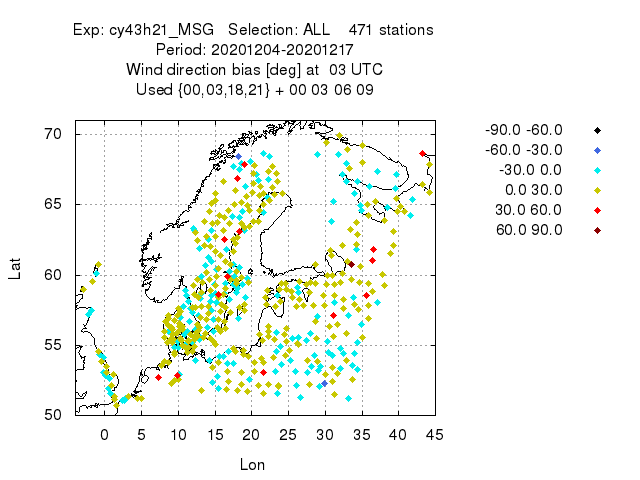 Exp: cy43h21_MSG   Selection: ALL    471 stations
Period: 20201204-20201217
Wind direction bias [deg] at  03 UTC
Used {00,03,18,21} + 00 03  06 09
70
65
60
55
50
0 5 10 15 20 25 30 35 40 45
Lat
Lon
-90.0 -60.0
-60.0 -30.0
-30.0 0.0
0.0 30.0
30.0 60.0
60.0 90.0